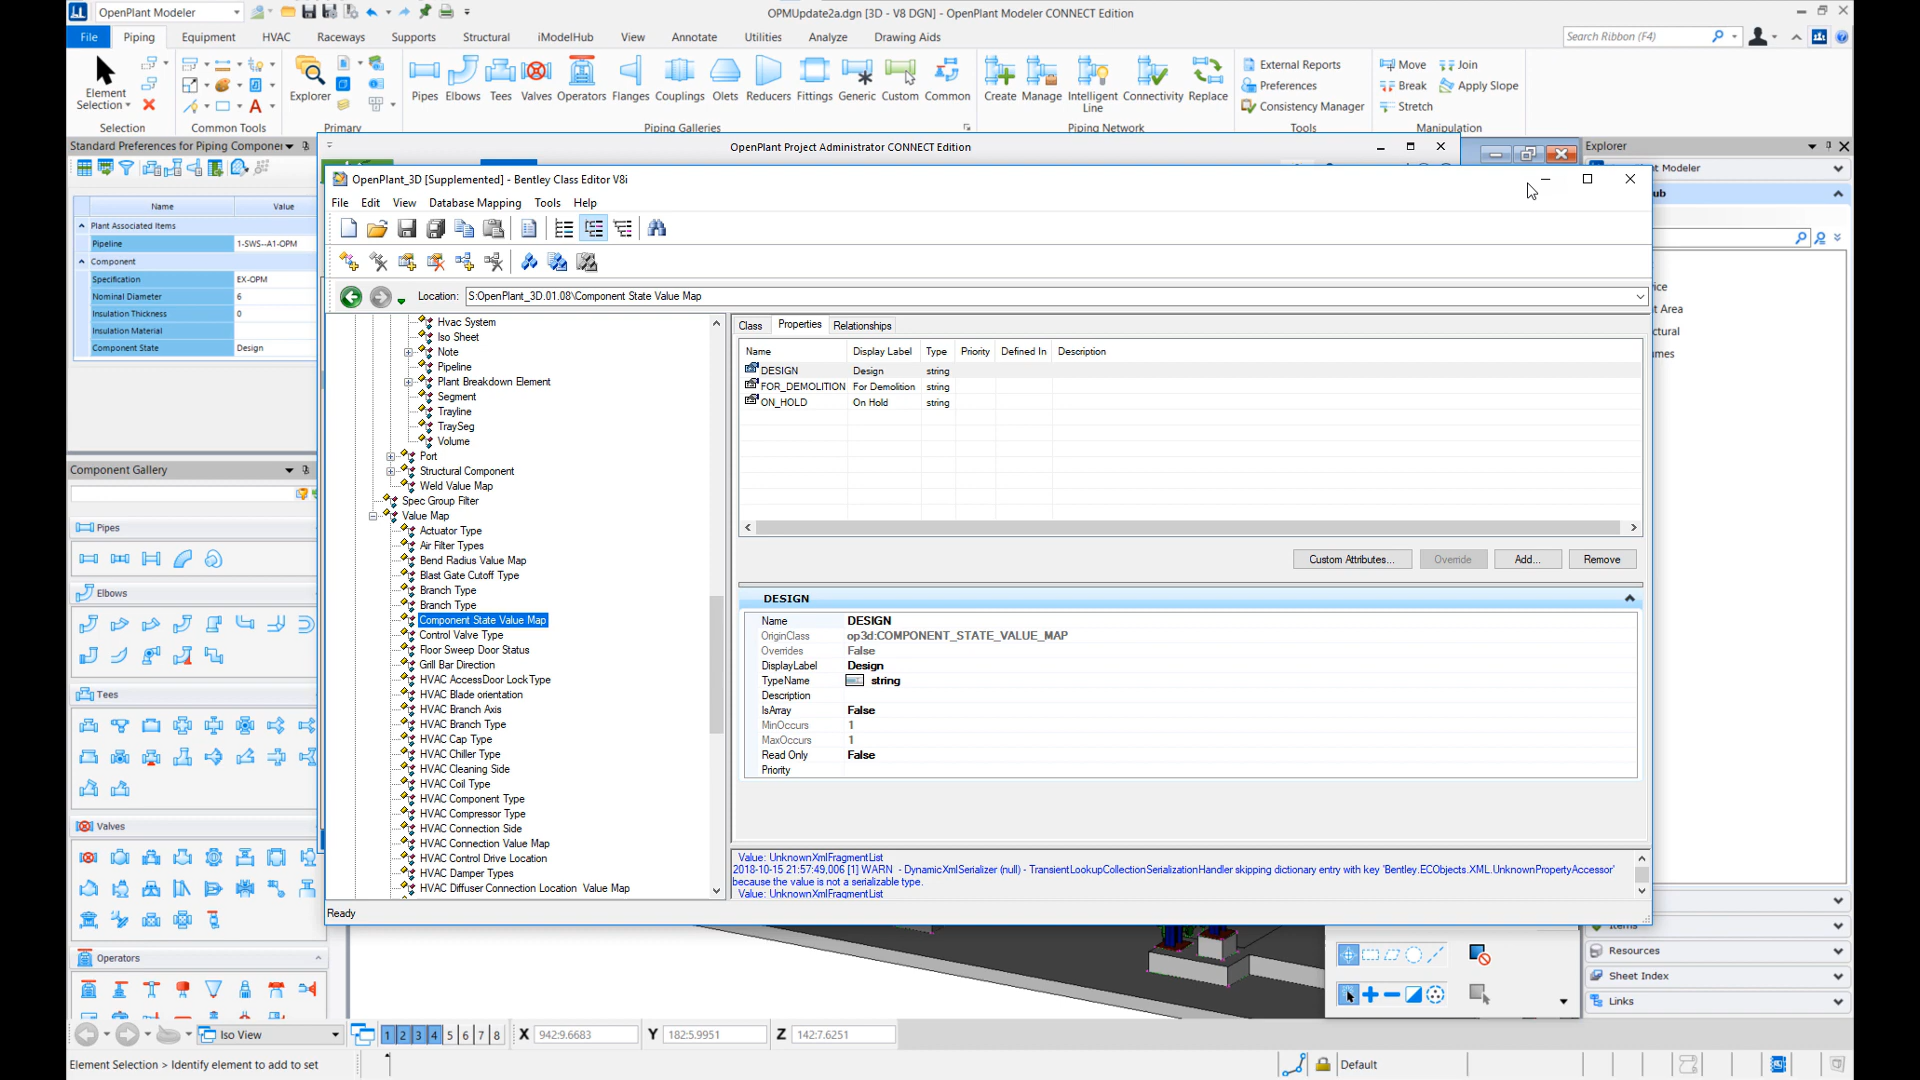 OpenPlant Modeler
OPMUpdate2a.dgn [3D - V8 DGN] - OpenPlant Modeler CONNECT Edition
File Piping Equipment HVAC Raceways Supports Structural iModelHub View Annotate Utilities Analyze Drawing Aids
Search Ribbon (F4)
Element Selection
Explorer
Pipes Elbows Tees Valves Operators Flanges Couplings Olets Reducers Fittings Generic Custom Common
Create Manage Intelligent Line Connectivity Replace
External Reports
Preferences
Consistency Manager
Move Join
Break Apply Slope
Stretch
Selection Common Tools Primary Piping Galleries Piping Network Tools Manipulation
Standard Preferences for Piping Componer
Name Value
Plant Associated Items
Pipeline 1-SWS--A1-OPM
Component
Specification EX-OPM
Nominal Diameter 6
Insulation Thickness 0
Insulation Material
Component State Design
Component Gallery
Pipes
Elbows
Tees
Valves
Operators
OpenPlant Project Administrator CONNECT Edition
OpenPlant_3D [Supplemented] - Bentley Class Editor V8i
File Edit View Database Mapping Tools Help
Location: S:OpenPlant_3D.01.08\Component State Value Map
Hvac System
Iso Sheet
Note
Pipeline
Plant Breakdown Element
Segment
Trayline
TraySeg
Volume
Port
Structural Component
Weld Value Map
Spec Group Filter
Value Map
Actuator Type
Air Filter Types
Bend Radius Value Map
Blast Gate Cutoff Type
Branch Type
Branch Type
Component State Value Map
Control Valve Type
Floor Sweep Door Status
Grill Bar Direction
HVAC AccessDoor LockType
HVAC Blade orientation
HVAC Branch Axis
HVAC Branch Type
HVAC Cap Type
HVAC Chiller Type
HVAC Cleaning Side
HVAC Coil Type
HVAC Component Type
HVAC Compressor Type
HVAC Connection Side
HVAC Connection Value Map
HVAC Control Drive Location
HVAC Damper Types
HVAC Diffuser Connection Location Value Map
Class Properties Relationships
Name Display Label Type Priority Defined In Description
DESIGN Design string
FOR_DEMOLITION For Demolition string
ON_HOLD On Hold string
Custom Attributes... Override Add... Remove
DESIGN
Name DESIGN
OriginClass op3d:COMPONENT_STATE_VALUE_MAP
Overrides False
DisplayLabel Design
TypeName string
Description
IsArray False
MinOccurs 1
MaxOccurs 1
Read Only False
Priority
Value: UnknownXmlFragmentList
2018-10-15 21:57:49,006 [1] WARN - DynamicXmlSerializer (null) - TransientLookupCollectionSerializationHandler skipping dictionary entry with key 'Bentley.ECObjects.XML.UnknownPropertyAccessor'
because the value is not a serializable type.
Value: UnknownXmlFragmentList
Ready
Explorer
nt Modeler
ub
ice
nt Area
tural
mes
Items
Resources
Sheet Index
Links
Iso View
1 2 3 4 5 6 7 8
X 942:9.6683 Y 182:5.9951 Z 142:7.6251
Element Selection > Identify element to add to set
Default